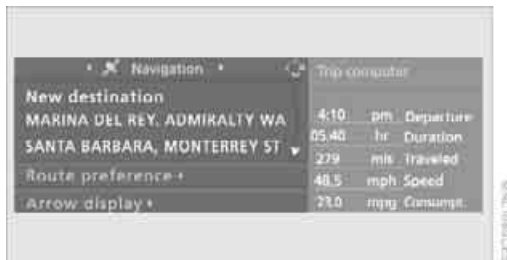 Navigation
New destination
MARINA DEL REY, ADMIRALTY WA
SANTA BARBARA, MONTERREY ST
Route preference
Arrow display
Trip computer
4:10 pm Departure
05:40 hr Duration
279 mls Traveled
48.5 mph Speed
23.0 mpg Consumpt.